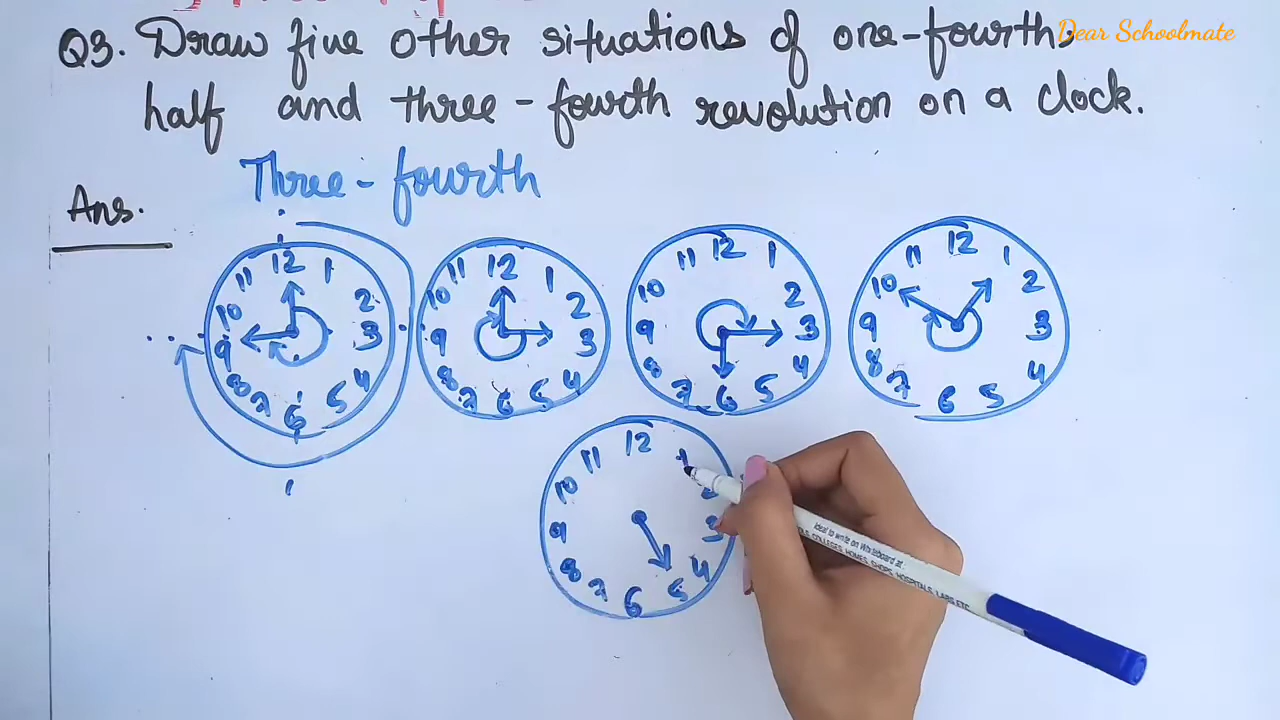 Dear Schoolmate
Q3. Draw five other situations of one-fourth,
half and three-fourth revolution on a clock.
Three-fourth
Ans.
12 1 2 3 4 5 6 7 8 9 10 11
12 1 2 3 4 5 6 7 8 9 10 11
12 1 2 3 4 5 6 7 8 9 10 11
12 1 2 3 4 5 6 7 8 9 10 11
12 1 2 3 4 5 6 7 8 9 10 11